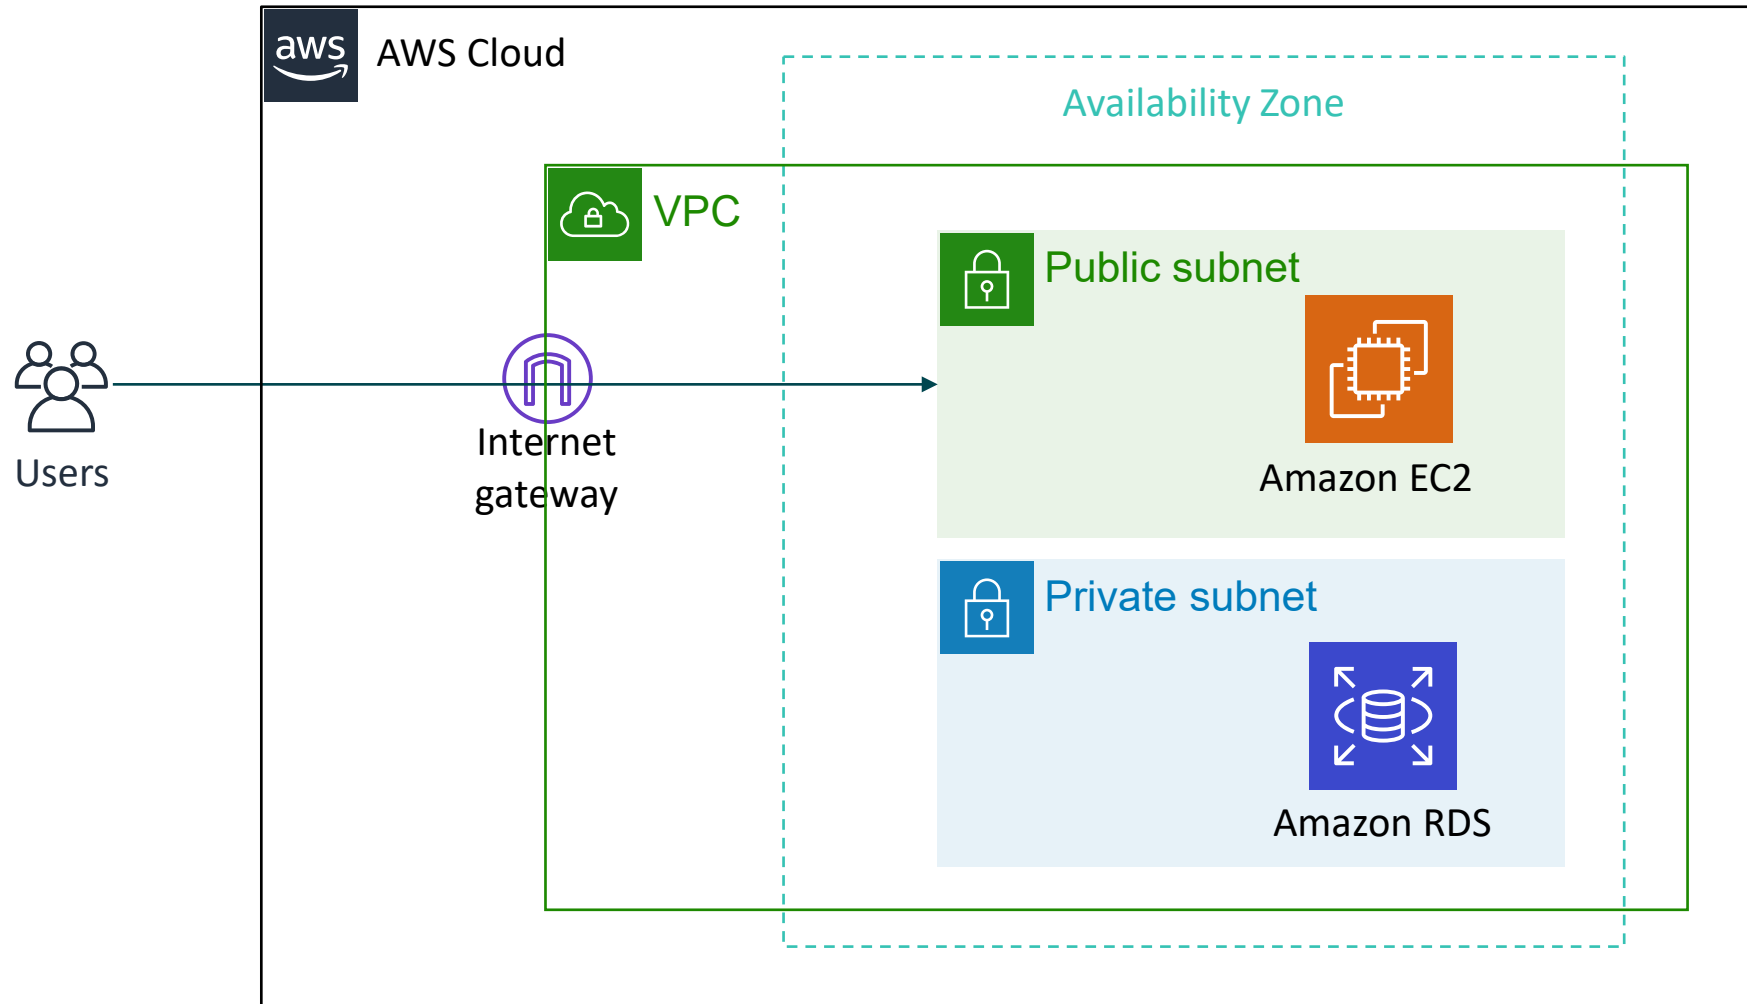 aws
AWS Cloud
Availability Zone
VPC
Public subnet
Amazon EC2
Users
Internet
gateway
Private subnet
Amazon RDS